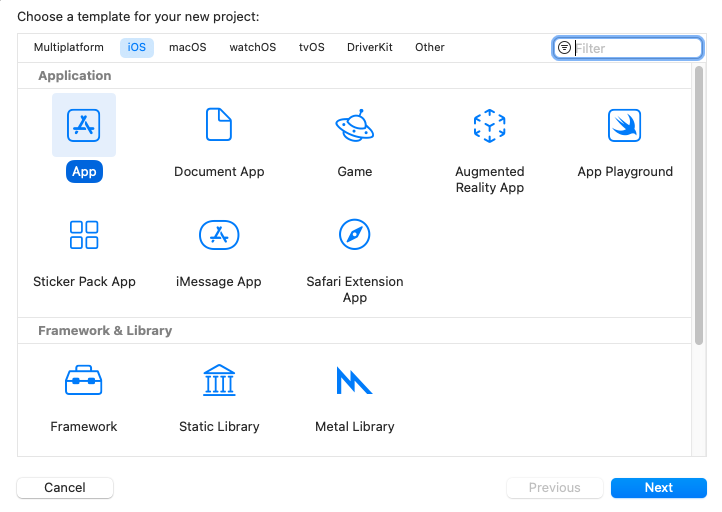 Choose a template for your new project:
Multiplatform iOS macOS watchOS tvOS DriverKit Other Filter
Application
App Document App Game Augmented Reality App App Playground
Sticker Pack App iMessage App Safari Extension App
Framework & Library
Framework Static Library Metal Library
Cancel Previous Next